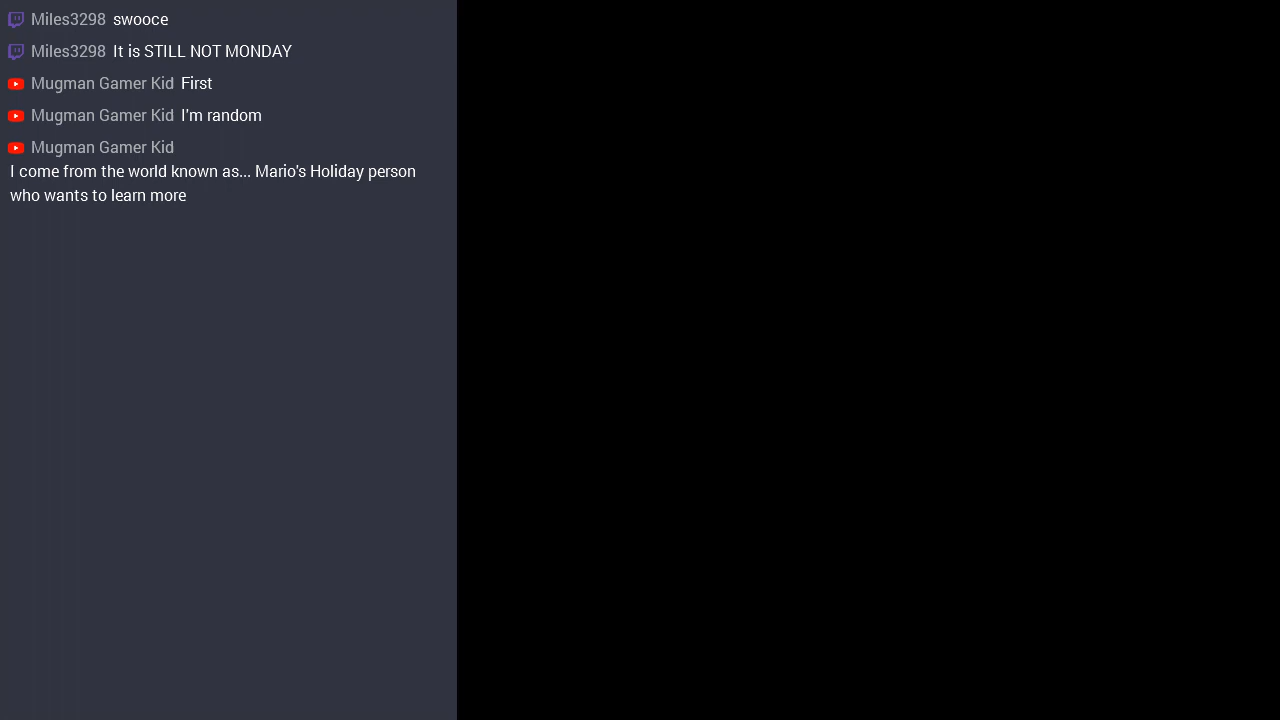 Miles3298 swooce
Miles3298 It is STILL NOT MONDAY
Mugman Gamer Kid First
Mugman Gamer Kid I'm random
Mugman Gamer Kid
I come from the world known as... Mario's Holiday person
who wants to learn more